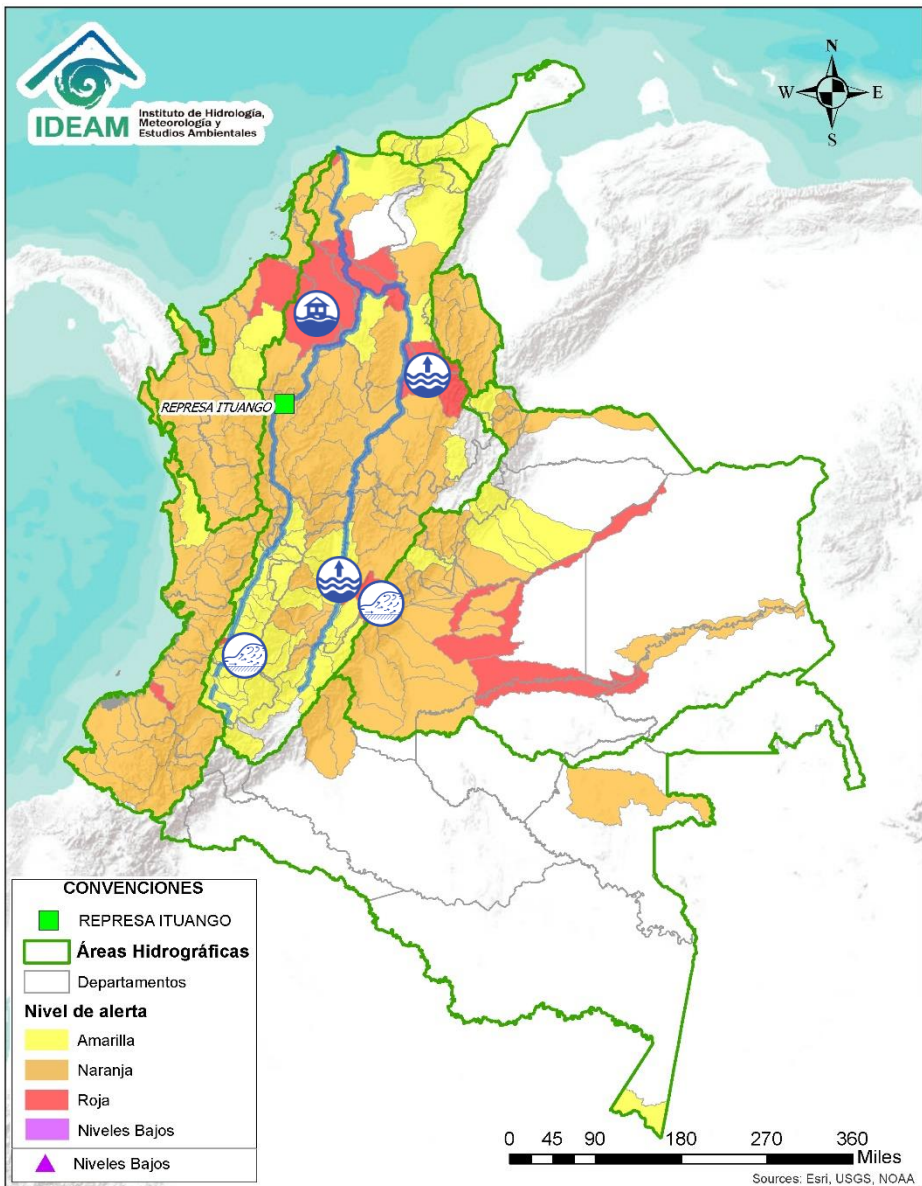 IDEAM
Instituto de Hidrología,
Meteorología y
Estudios Ambientales
N
W
E
S
REPRESA ITUANGO
CONVENCIONES
REPRESA ITUANGO
Áreas Hidrográficas
Departamentos
Nivel de alerta
Amarilla
Naranja
Roja
Niveles Bajos
Niveles Bajos
0 45 90 180 270 360
Miles
Sources: Esri, USGS, NOAA